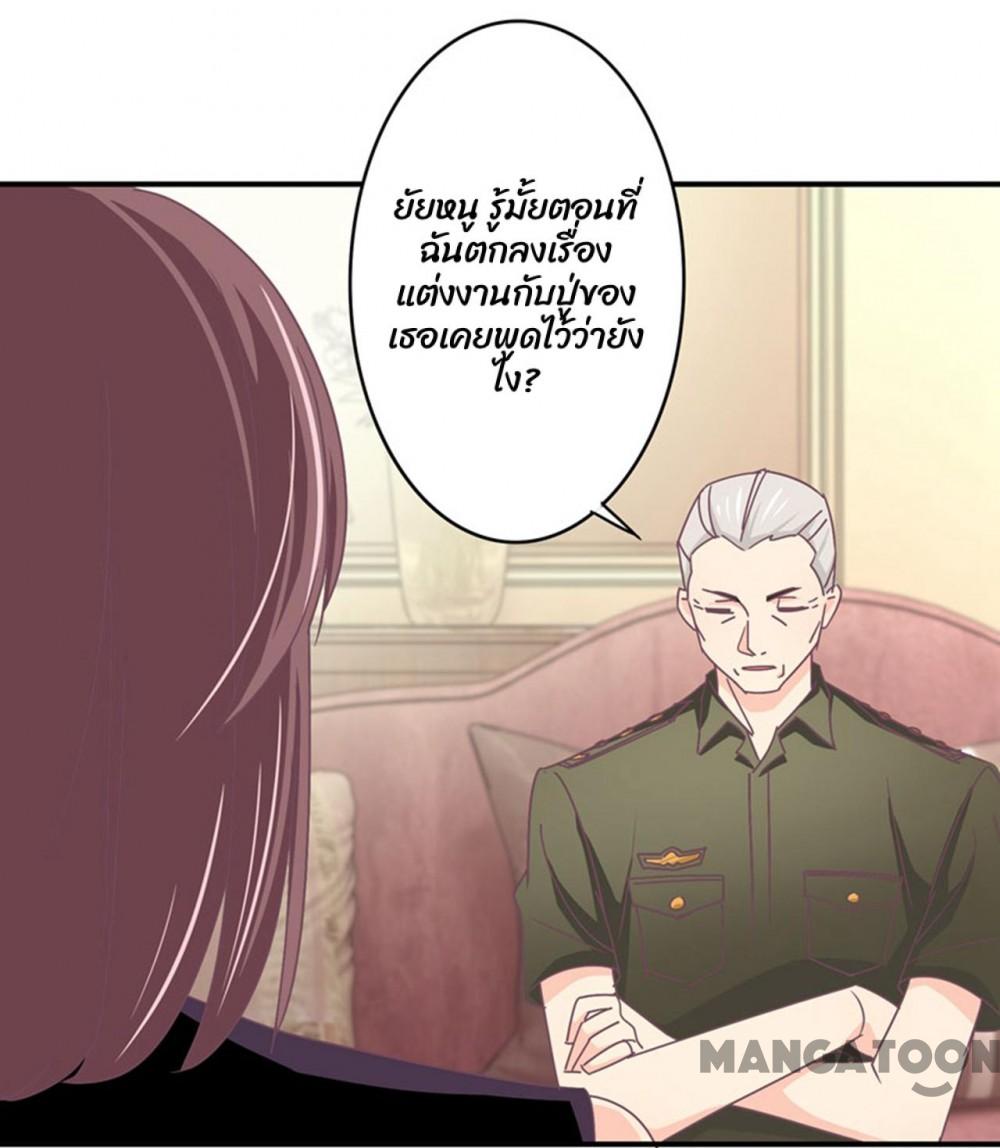 ยัยหนู รู้มั้ยตอนที่
ฉันตกลงเรื่อง
แต่งงานกับปู่ของ
เธอเคยพูดไว้ว่ายัง
ไง?
MANGATOON